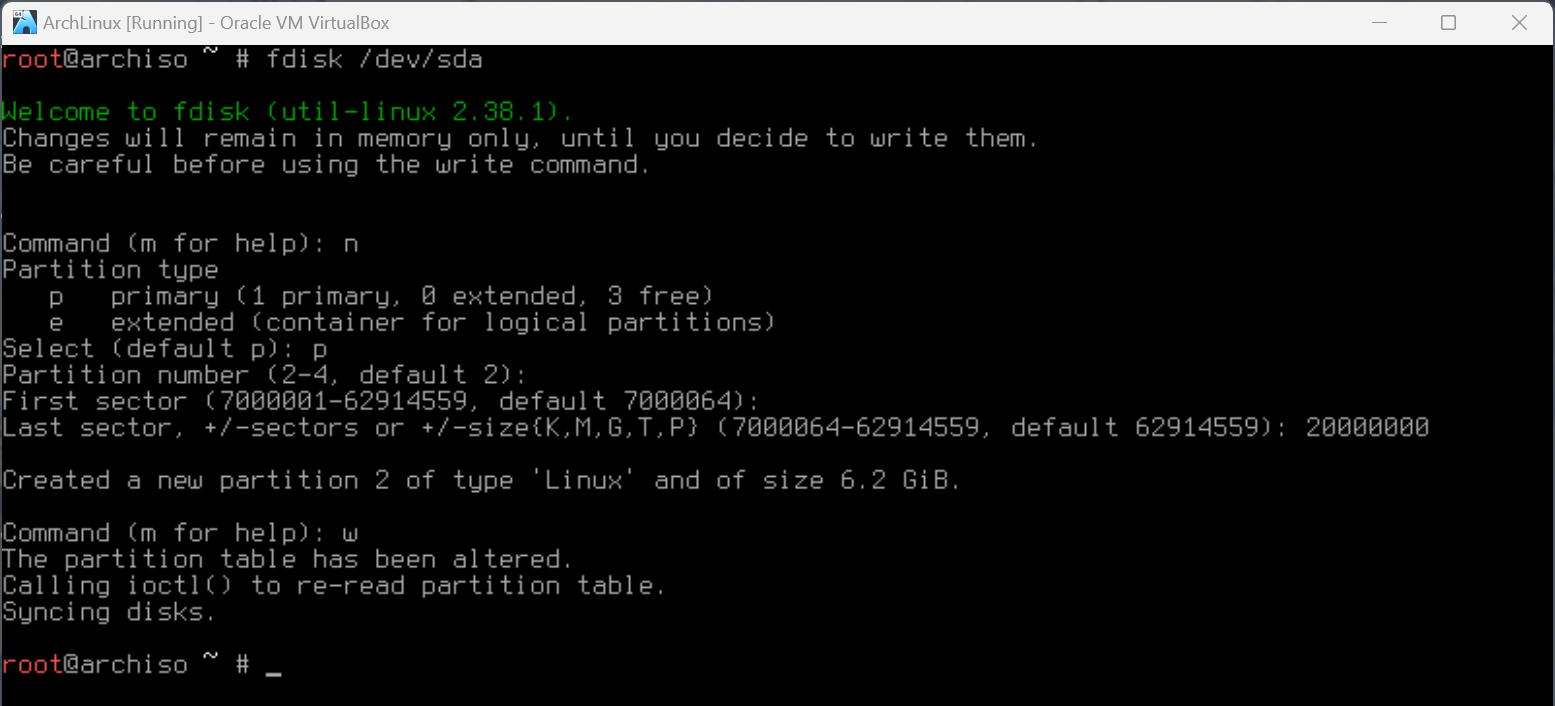 ArchLinux [Running] - Oracle VM VirtualBox
root@archiso ~ # fdisk /dev/sda
Welcome to fdisk (util-linux 2.38.1).
Changes will remain in memory only, until you decide to write them.
Be careful before using the write command.
Command (m for help): n
Partition type
   p   primary (1 primary, 0 extended, 3 free)
   e   extended (container for logical partitions)
Select (default p): p
Partition number (2-4, default 2):
First sector (7000001-62914559, default 7000064):
Last sector, +/-sectors or +/-size{K,M,G,T,P} (7000064-62914559, default 62914559): 20000000
Created a new partition 2 of type 'Linux' and of size 6.2 GiB.
Command (m for help): w
The partition table has been altered.
Calling ioctl() to re-read partition table.
Syncing disks.
root@archiso ~ # _